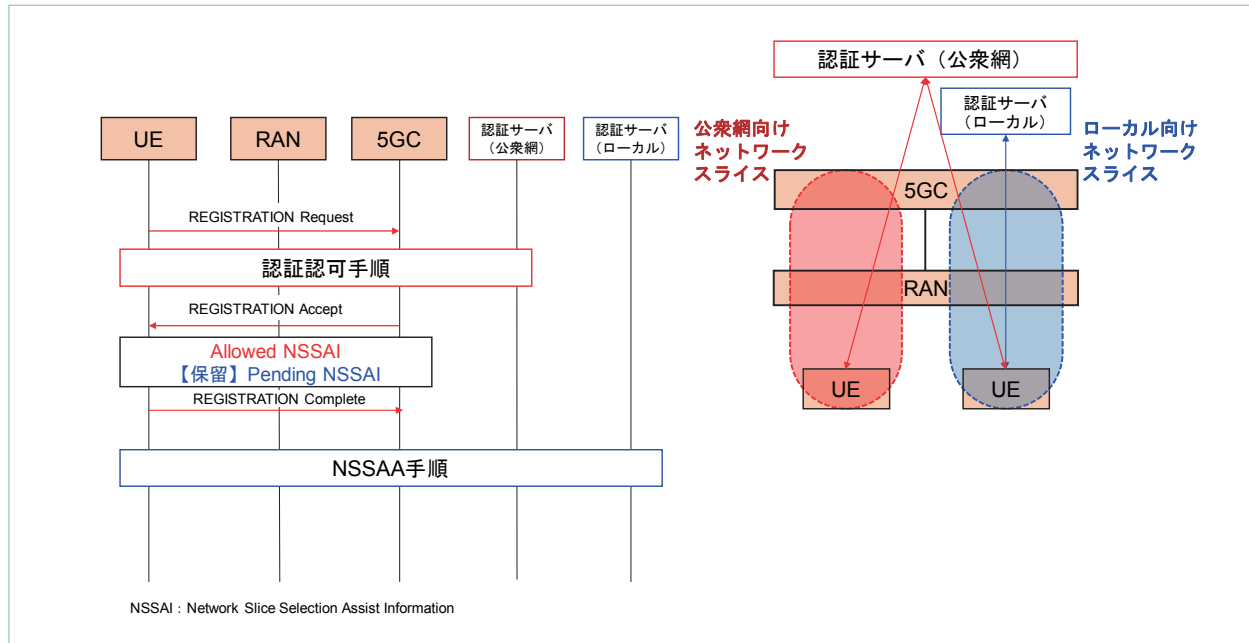 UE
RAN
5GC
認証サーバ
（公衆網）
認証サーバ
（ローカル）
REGISTRATION Request
認証認可手順
REGISTRATION Accept
Allowed NSSAI
【保留】Pending NSSAI
REGISTRATION Complete
NSSAA手順
NSSAI：Network Slice Selection Assist Information
認証サーバ（公衆網）
認証サーバ
（ローカル）
公衆網向け
ネットワーク
スライス
ローカル向け
ネットワーク
スライス
5GC
RAN
UE
UE